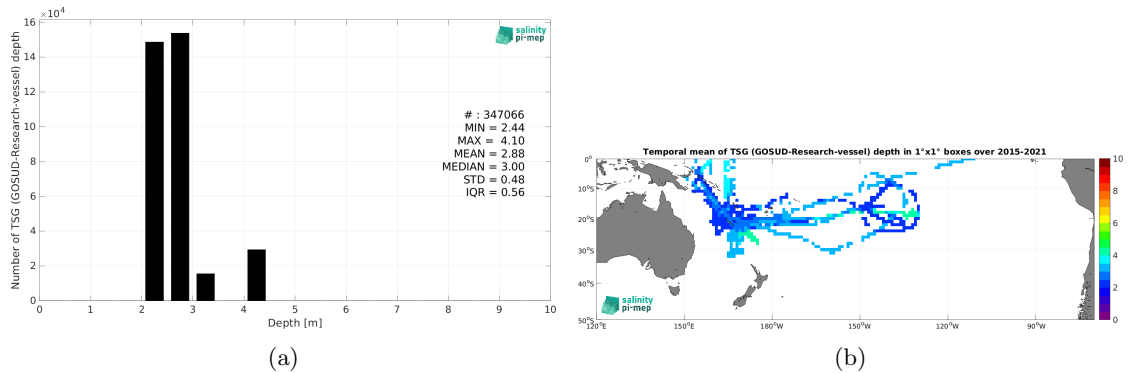 16 ×10⁴
14
12
10
8
6
4
2
0
Number of TSG (GOSUD-Research-vessel) depth
salinity
pi-mep
# : 347066
MIN = 2.44
MAX = 4.10
MEAN = 2.88
MEDIAN = 3.00
STD = 0.48
IQR = 0.56
0 1 2 3 4 5 6 7 8 9 10
Depth [m]
(a)
Temporal mean of TSG (GOSUD-Research-vessel) depth in 1°x1° boxes over 2015-2021
0°
10°S
20°S
30°S
40°S
50°S
salinity
pi-mep
120°E 150°E 180°W 150°W 120°W 90°W
10
8
6
4
2
0
(b)